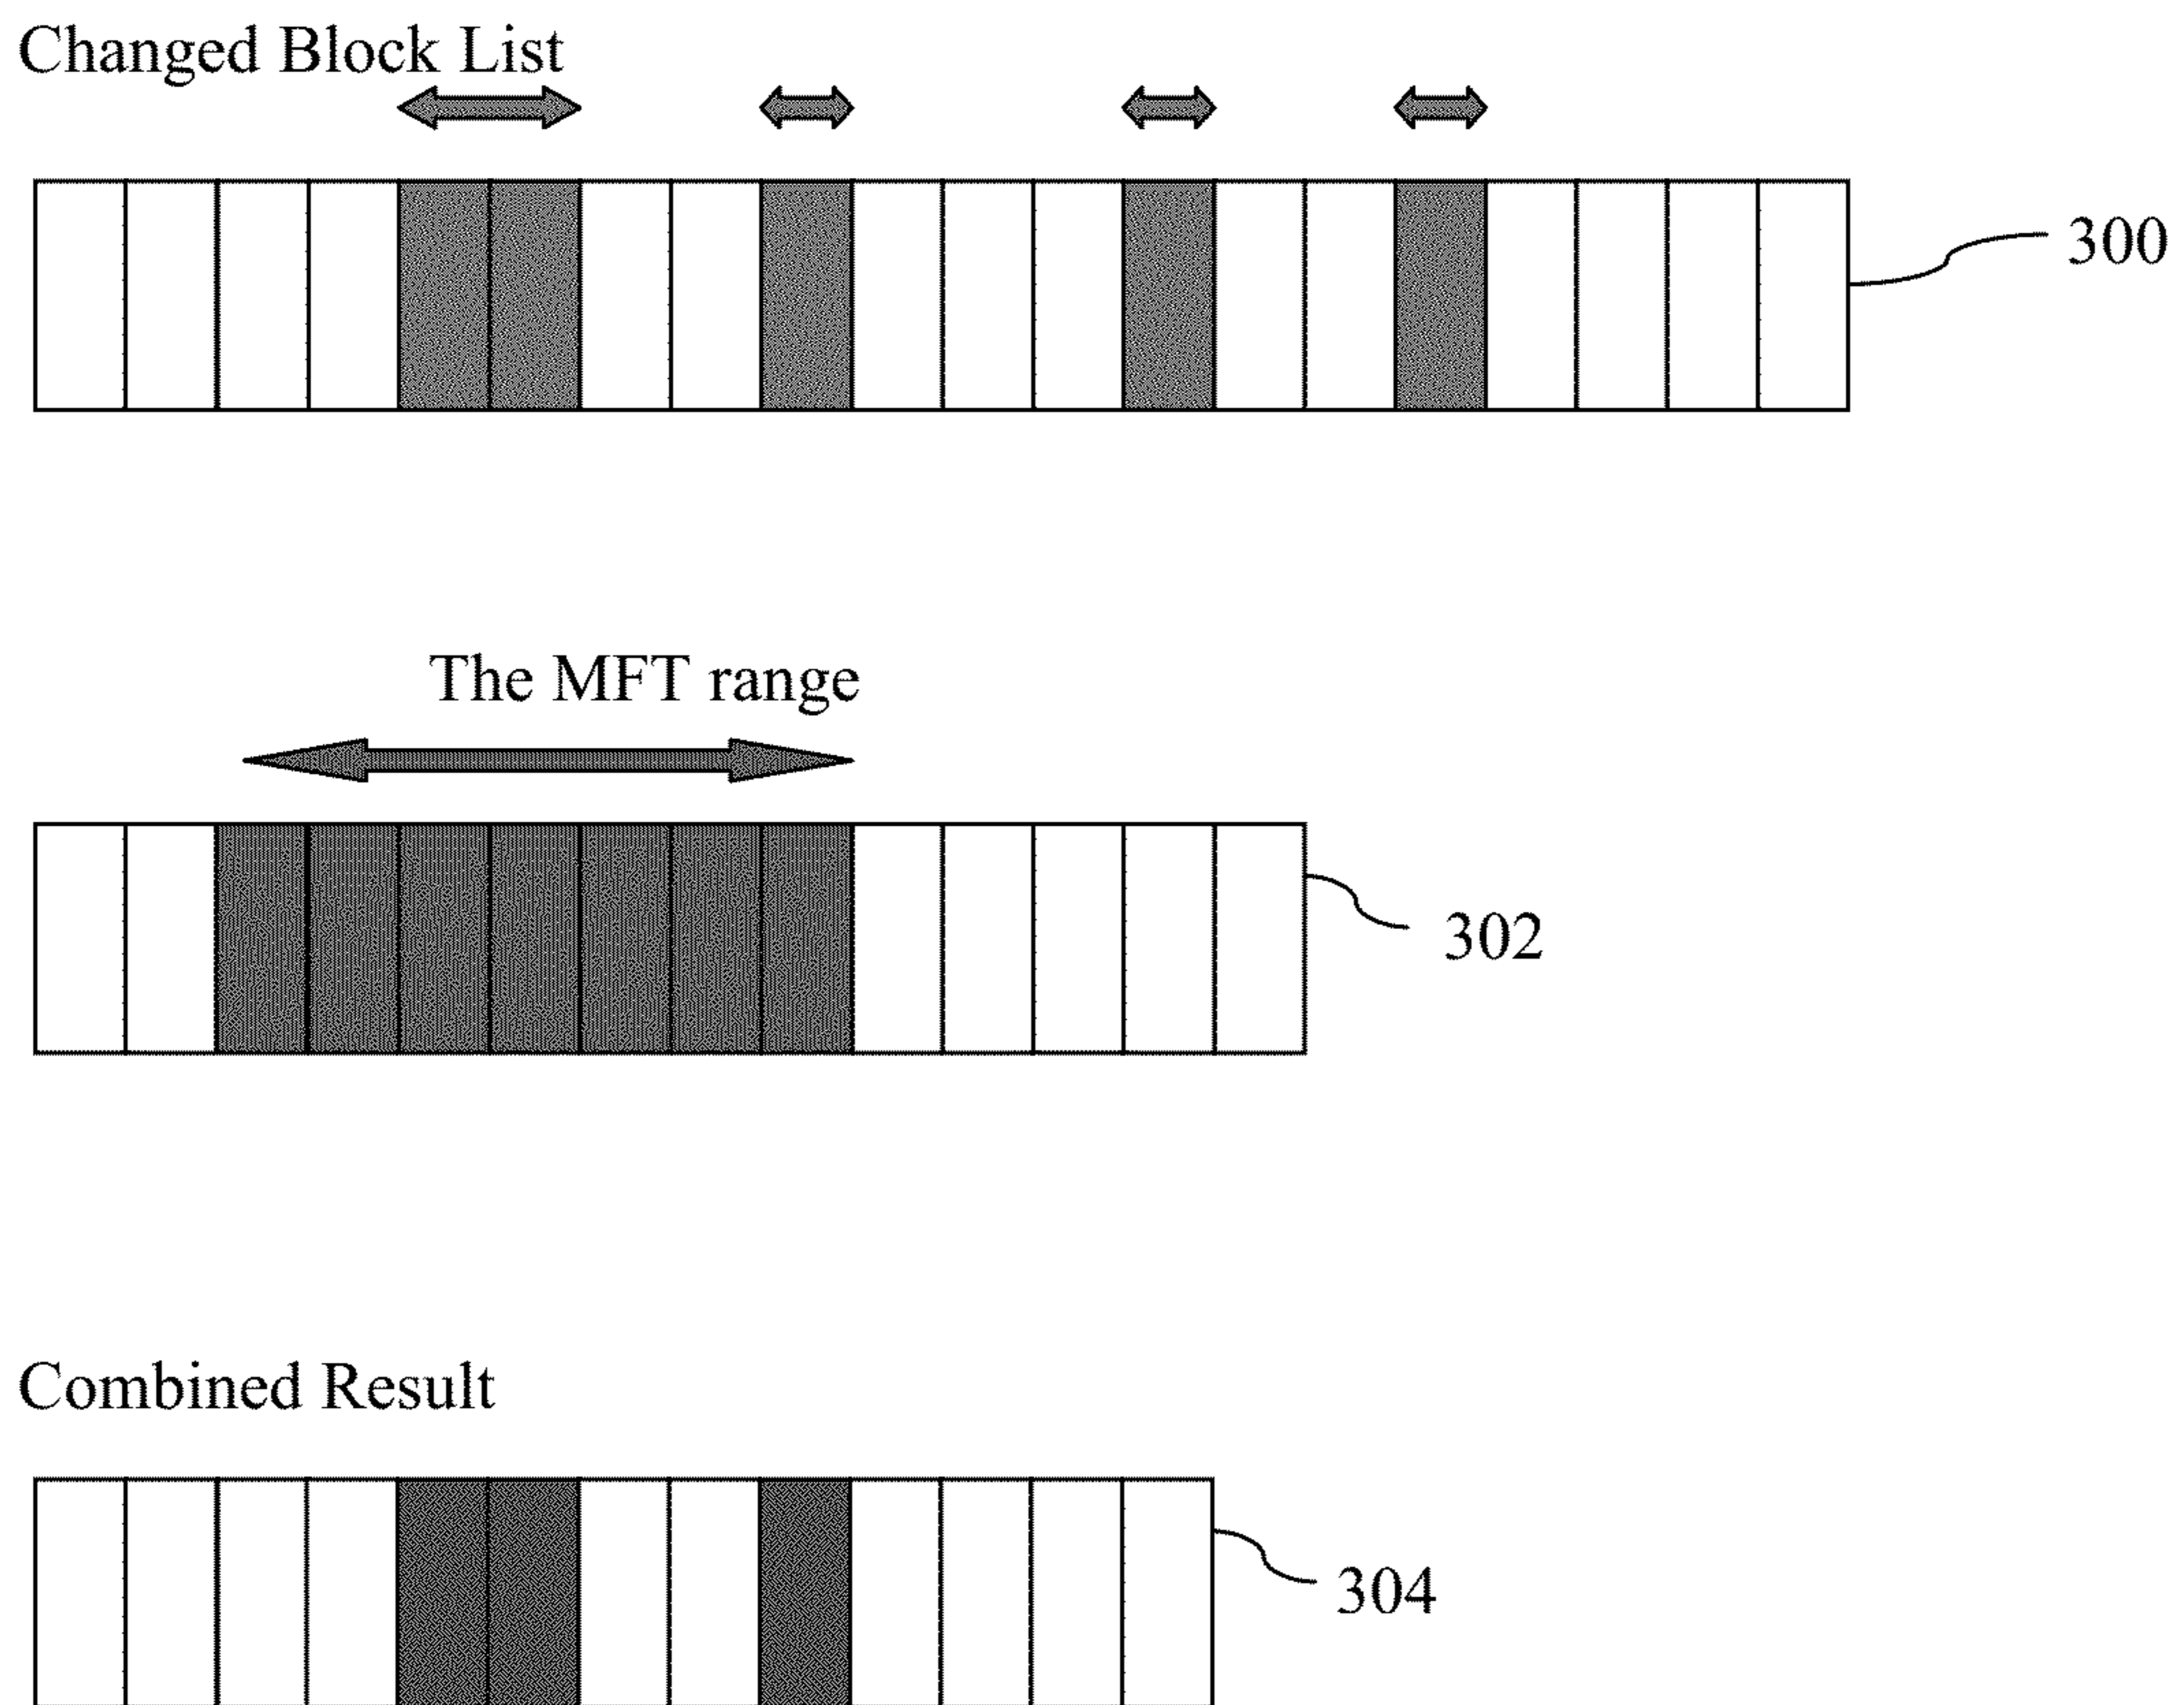 Changed Block List
300
The MFT range
302
Combined Result
304